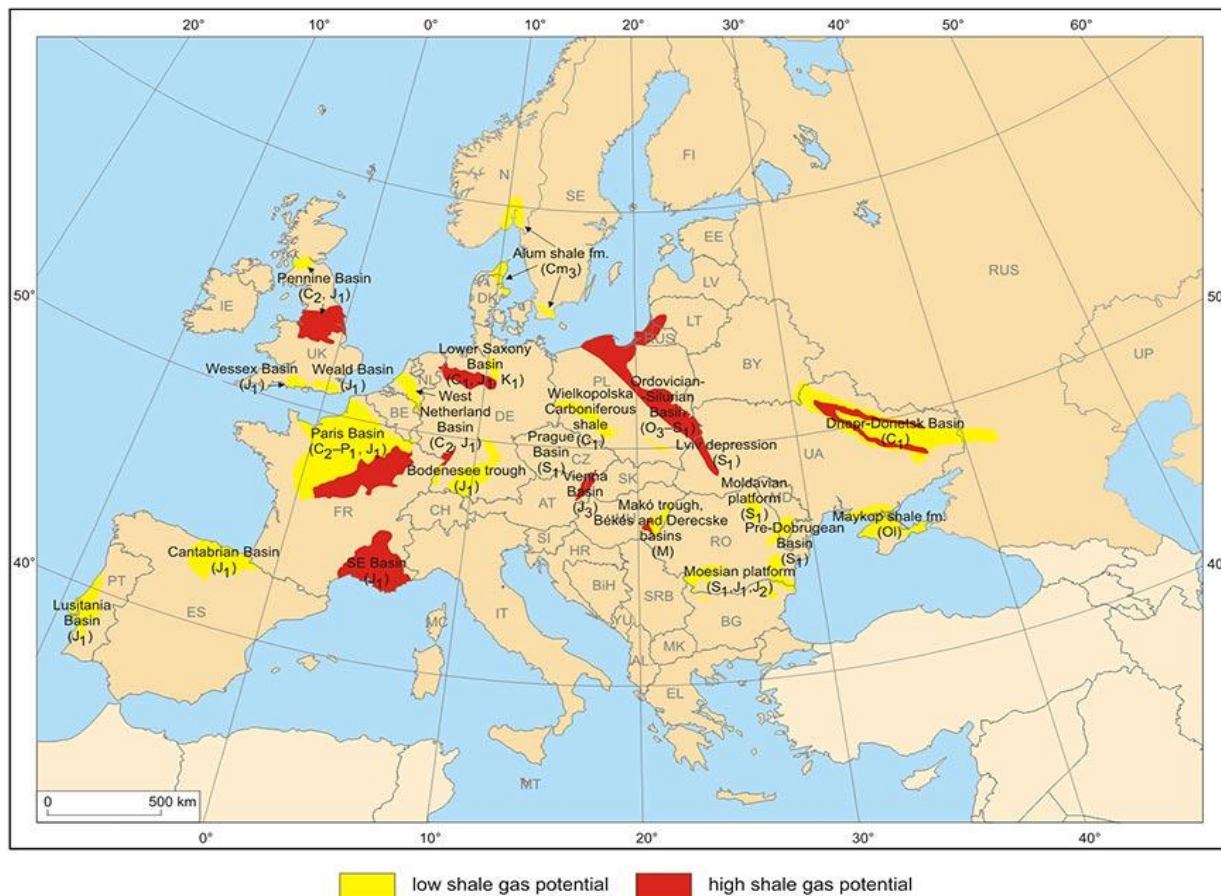 20° 10° 0° 10° 20° 30° 40° 50° 60°
N
FI
SE
RUS
EE
Alum shale fm.
(Cm3)
LV
Pennine Basin
(C2, J1)
DK
50°
50
IE
LT
RUS
UP
BY
Lower Saxony
Basin
(C1, J1 K1)
UK
NL
PL
Ordovician-
-Silurian
Basin
(O3–S1)
Wessex Basin
(J1)
Weald Basin
(J1)
West
Netherland
Basin
(C2, J1)
BE
DE
Wielkopolska
Carboniferous
shale
(C1)
Dnepr-Donetsk Basin
(C1)
Paris Basin
(C2–P1, J1)
Prague
Basin
(S1)
CZ
Lviv depression
(S1)
UA
Bodenesee trough
(J1)
Vienna
Basin
(J3)
SK
Moldavian
platform
(S1)
MD
FR
CH
AT
Makó trough,
Békés and Derecske
basins
(M)
HU
Maykop shale fm.
(Ol)
Pre-Dobrugean
Basin
(S1)
RO
SI
HR
Cantabrian Basin
(J1)
SE Basin
(J1)
Moesian platform
(S1,J1,J2)
40°
40
PT
BiH
SRB
Lusitania
Basin
(J1)
ES
MC
IT
YU
BG
MK
AL
EL
MT
0 500 km
0° 10° 20° 30° 40°
low shale gas potential high shale gas potential